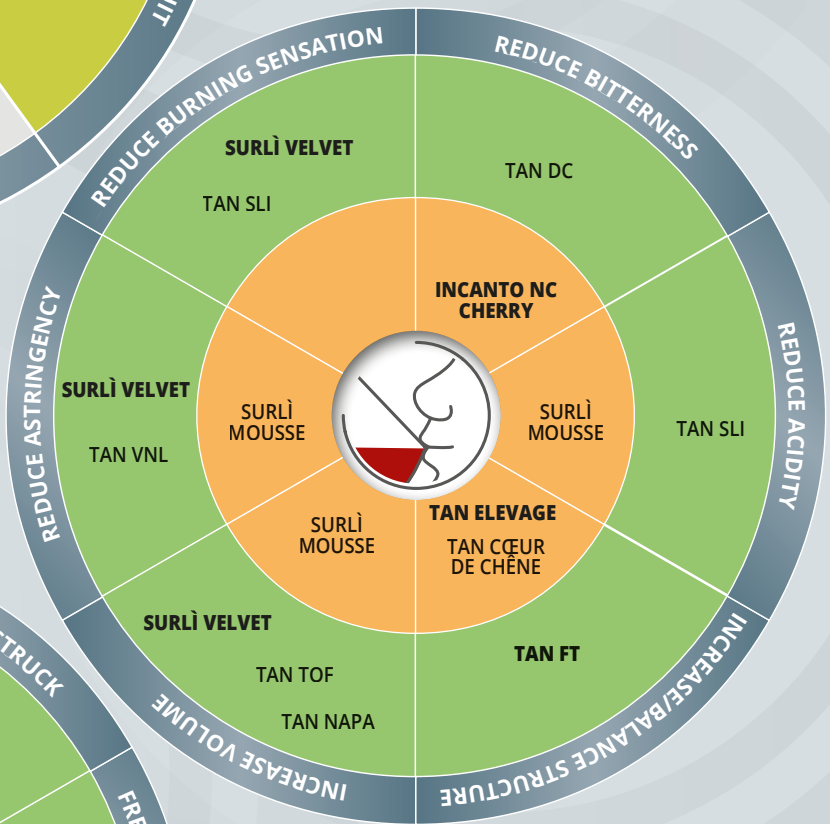 REDUCE BURNING SENSATION
SURLÌ VELVET
TAN SLI
REDUCE BITTERNESS
TAN DC
INCANTO NC
CHERRY
REDUCE ACIDITY
TAN SLI
SURLÌ
MOUSSE
INCREASE/BALANCE STRUCTURE
TAN FT
TAN ELEVAGE
TAN CŒUR
DE CHÊNE
INCREASE VOLUME
SURLÌ VELVET
TAN TOF
TAN NAPA
SURLÌ
MOUSSE
REDUCE ASTRINGENCY
SURLÌ VELVET
TAN VNL
SURLÌ
MOUSSE